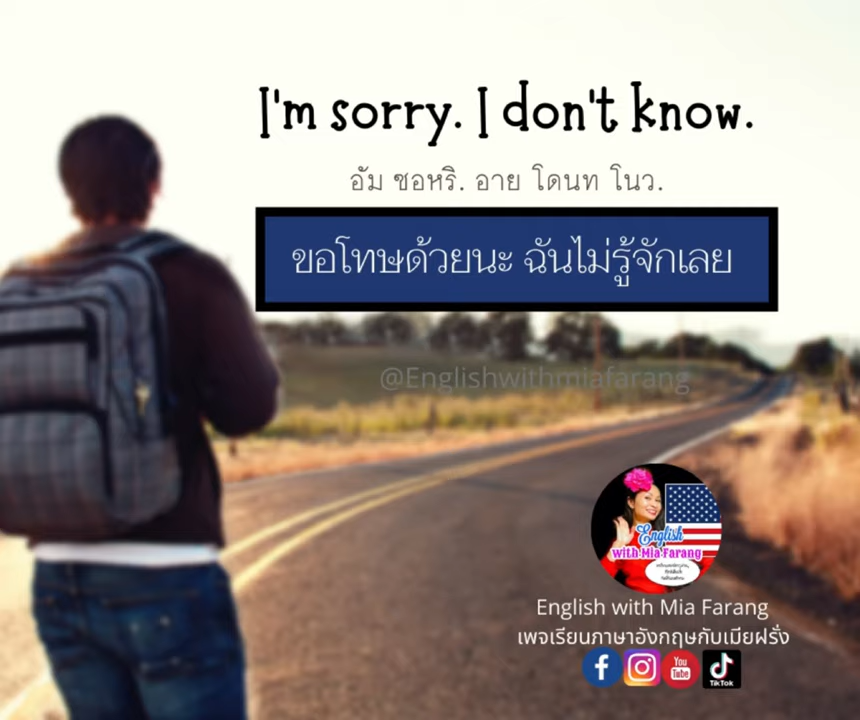 I'm sorry. I don't know.
อัม ซอหริ. อาย โดนท โนว.
ขอโทษด้วยนะ ฉันไม่รู้จักเลย
@Englishwithmiafarang
English
with Mia Farang
English with Mia Farang
เพจเรียนภาษาอังกฤษกับเมียฝรั่ง
You
Tube
TikTok